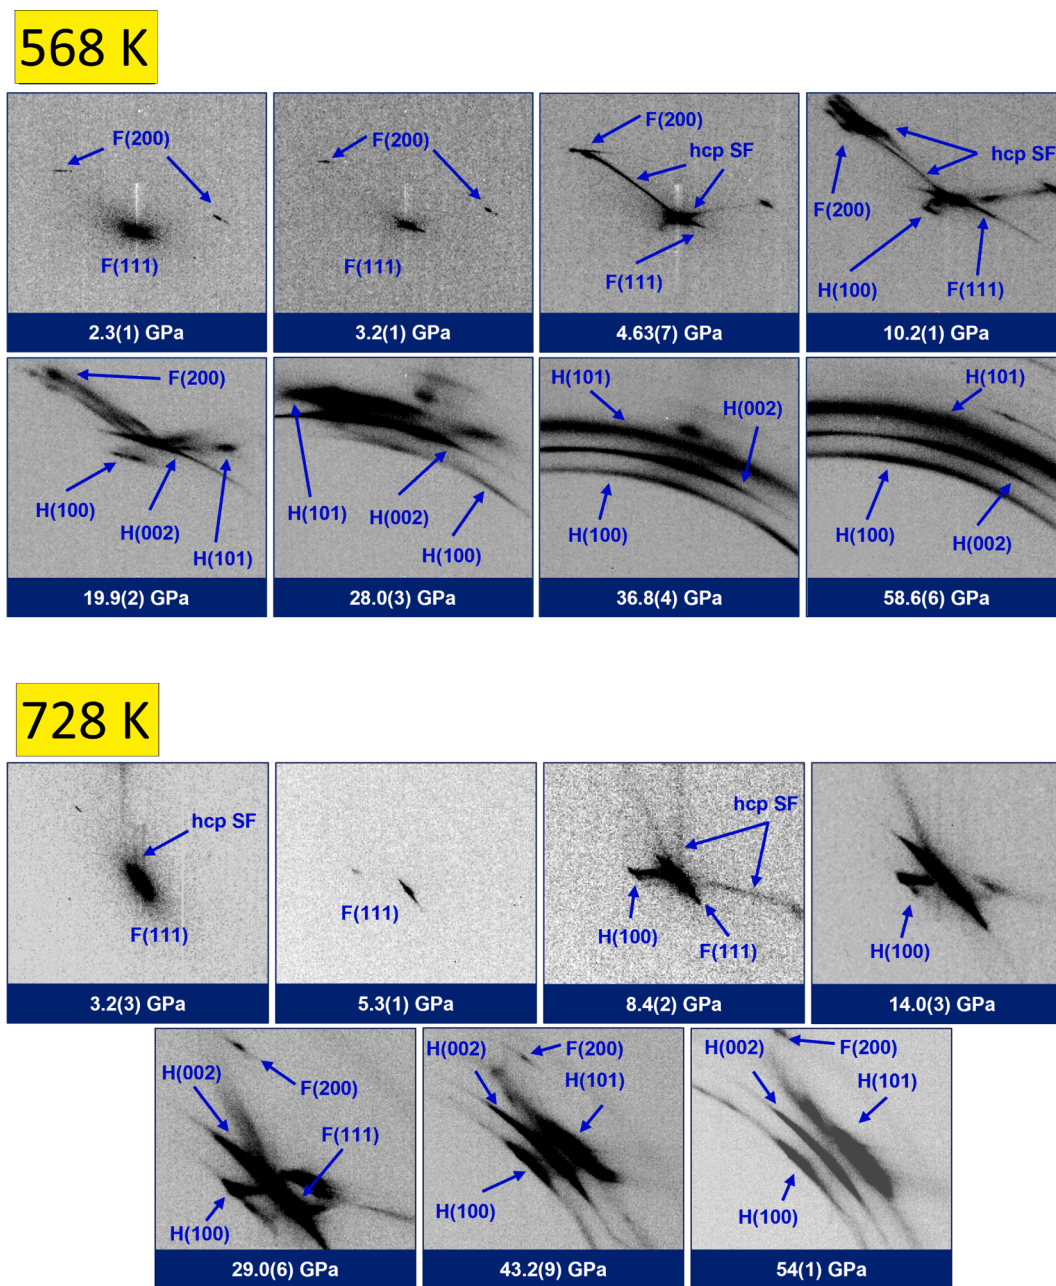 568 K
F(200)
F(111)
2.3(1) GPa
F(200)
F(111)
3.2(1) GPa
F(200)
hcp SF
F(111)
4.63(7) GPa
hcp SF
F(200)
H(100)
F(111)
10.2(1) GPa
F(200)
H(100)
H(002)
H(101)
19.9(2) GPa
H(101)
H(002)
H(100)
28.0(3) GPa
H(101)
H(002)
H(100)
36.8(4) GPa
H(101)
H(100)
H(002)
58.6(6) GPa
728 K
hcp SF
F(111)
3.2(3) GPa
F(111)
5.3(1) GPa
hcp SF
H(100)
F(111)
8.4(2) GPa
H(100)
14.0(3) GPa
H(002)
F(200)
F(111)
H(100)
29.0(6) GPa
H(002)
F(200)
H(101)
H(100)
43.2(9) GPa
H(002)
F(200)
H(101)
H(100)
54(1) GPa